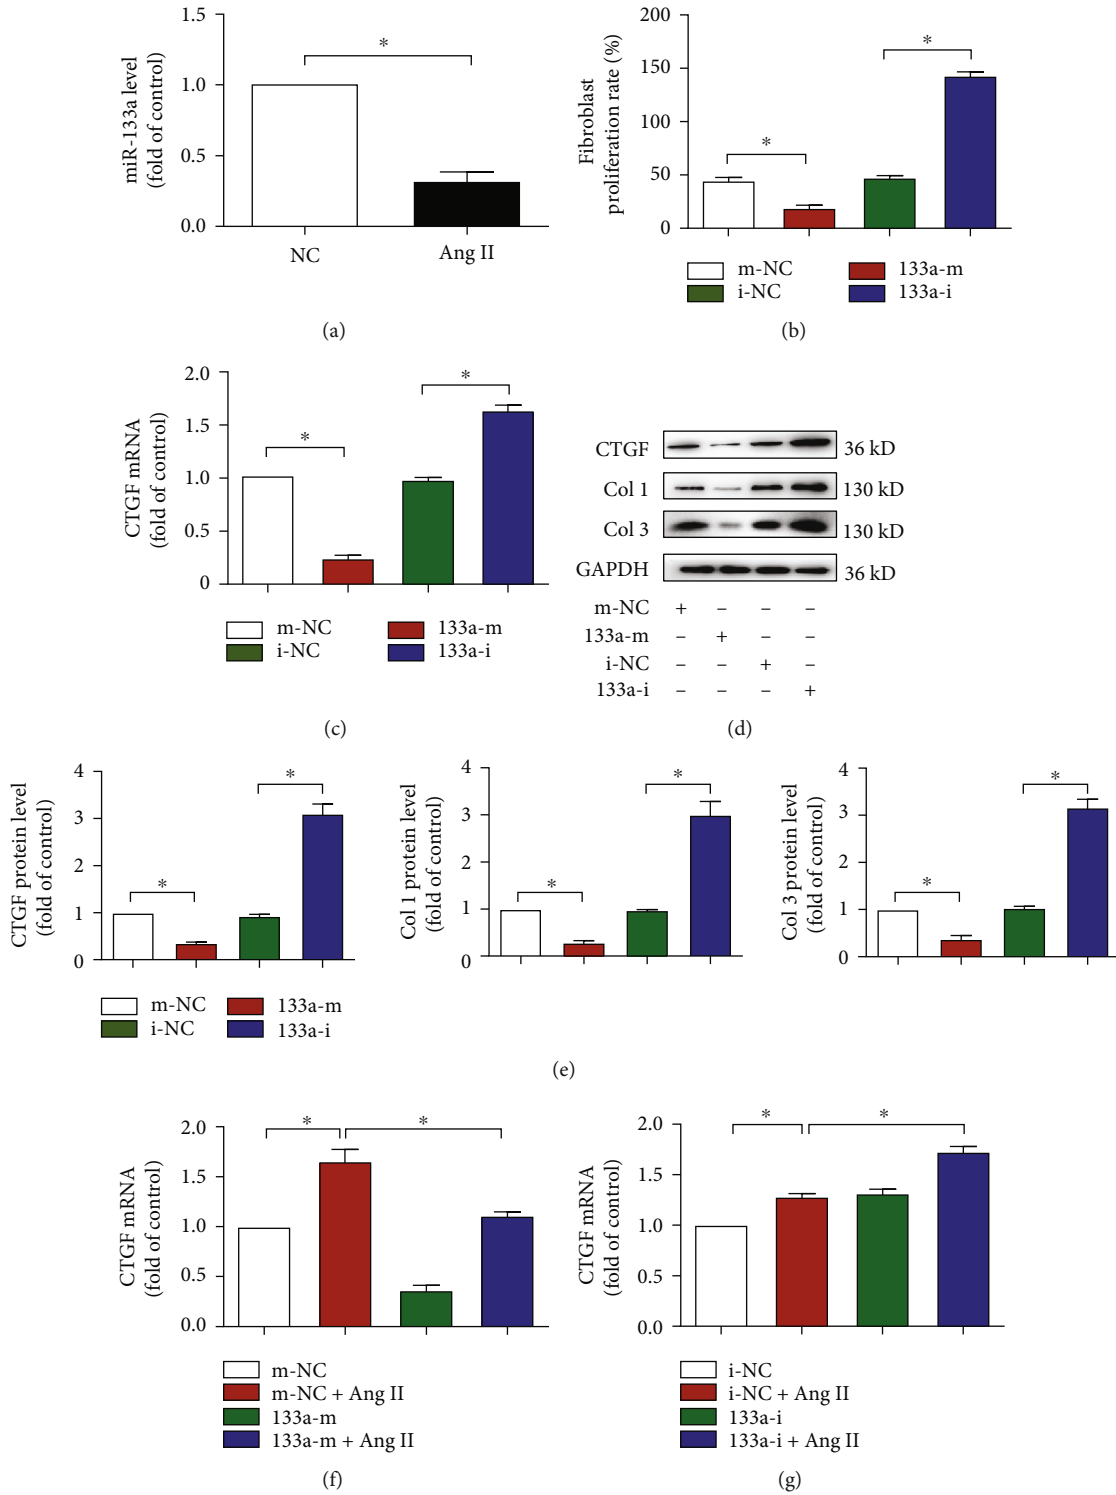 1.5
1.0
0.5
0.0
miR-133a level
(fold of control)
*
NC
Ang II
(a)
200
150
100
50
0
Fibroblast
proliferation rate (%)
*
*
m-NC
133a-m
i-NC
133a-i
(b)
2.0
1.5
1.0
0.5
0
CTGF mRNA
(fold of control)
*
*
m-NC
133a-m
i-NC
133a-i
(c)
CTGF 36 kD
Col 1 130 kD
Col 3 130 kD
GAPDH 36 kD
m-NC + – – –
133a-m – + – –
i-NC – – + –
133a-i – – – +
(d)
4
3
2
1
0
CTGF protein level
(fold of control)
*
*
m-NC
133a-m
i-NC
133a-i
4
3
2
1
0
Col 1 protein level
(fold of control)
*
*
4
3
2
1
0
Col 3 protein level
(fold of control)
*
*
(e)
2.0
1.5
1.0
0.5
0.0
CTGF mRNA
(fold of control)
*
*
m-NC
m-NC + Ang II
133a-m
133a-m + Ang II
(f)
2.0
1.5
1.0
0.5
0.0
CTGF mRNA
(fold of control)
*
*
i-NC
i-NC + Ang II
133a-i
133a-i + Ang II
(g)